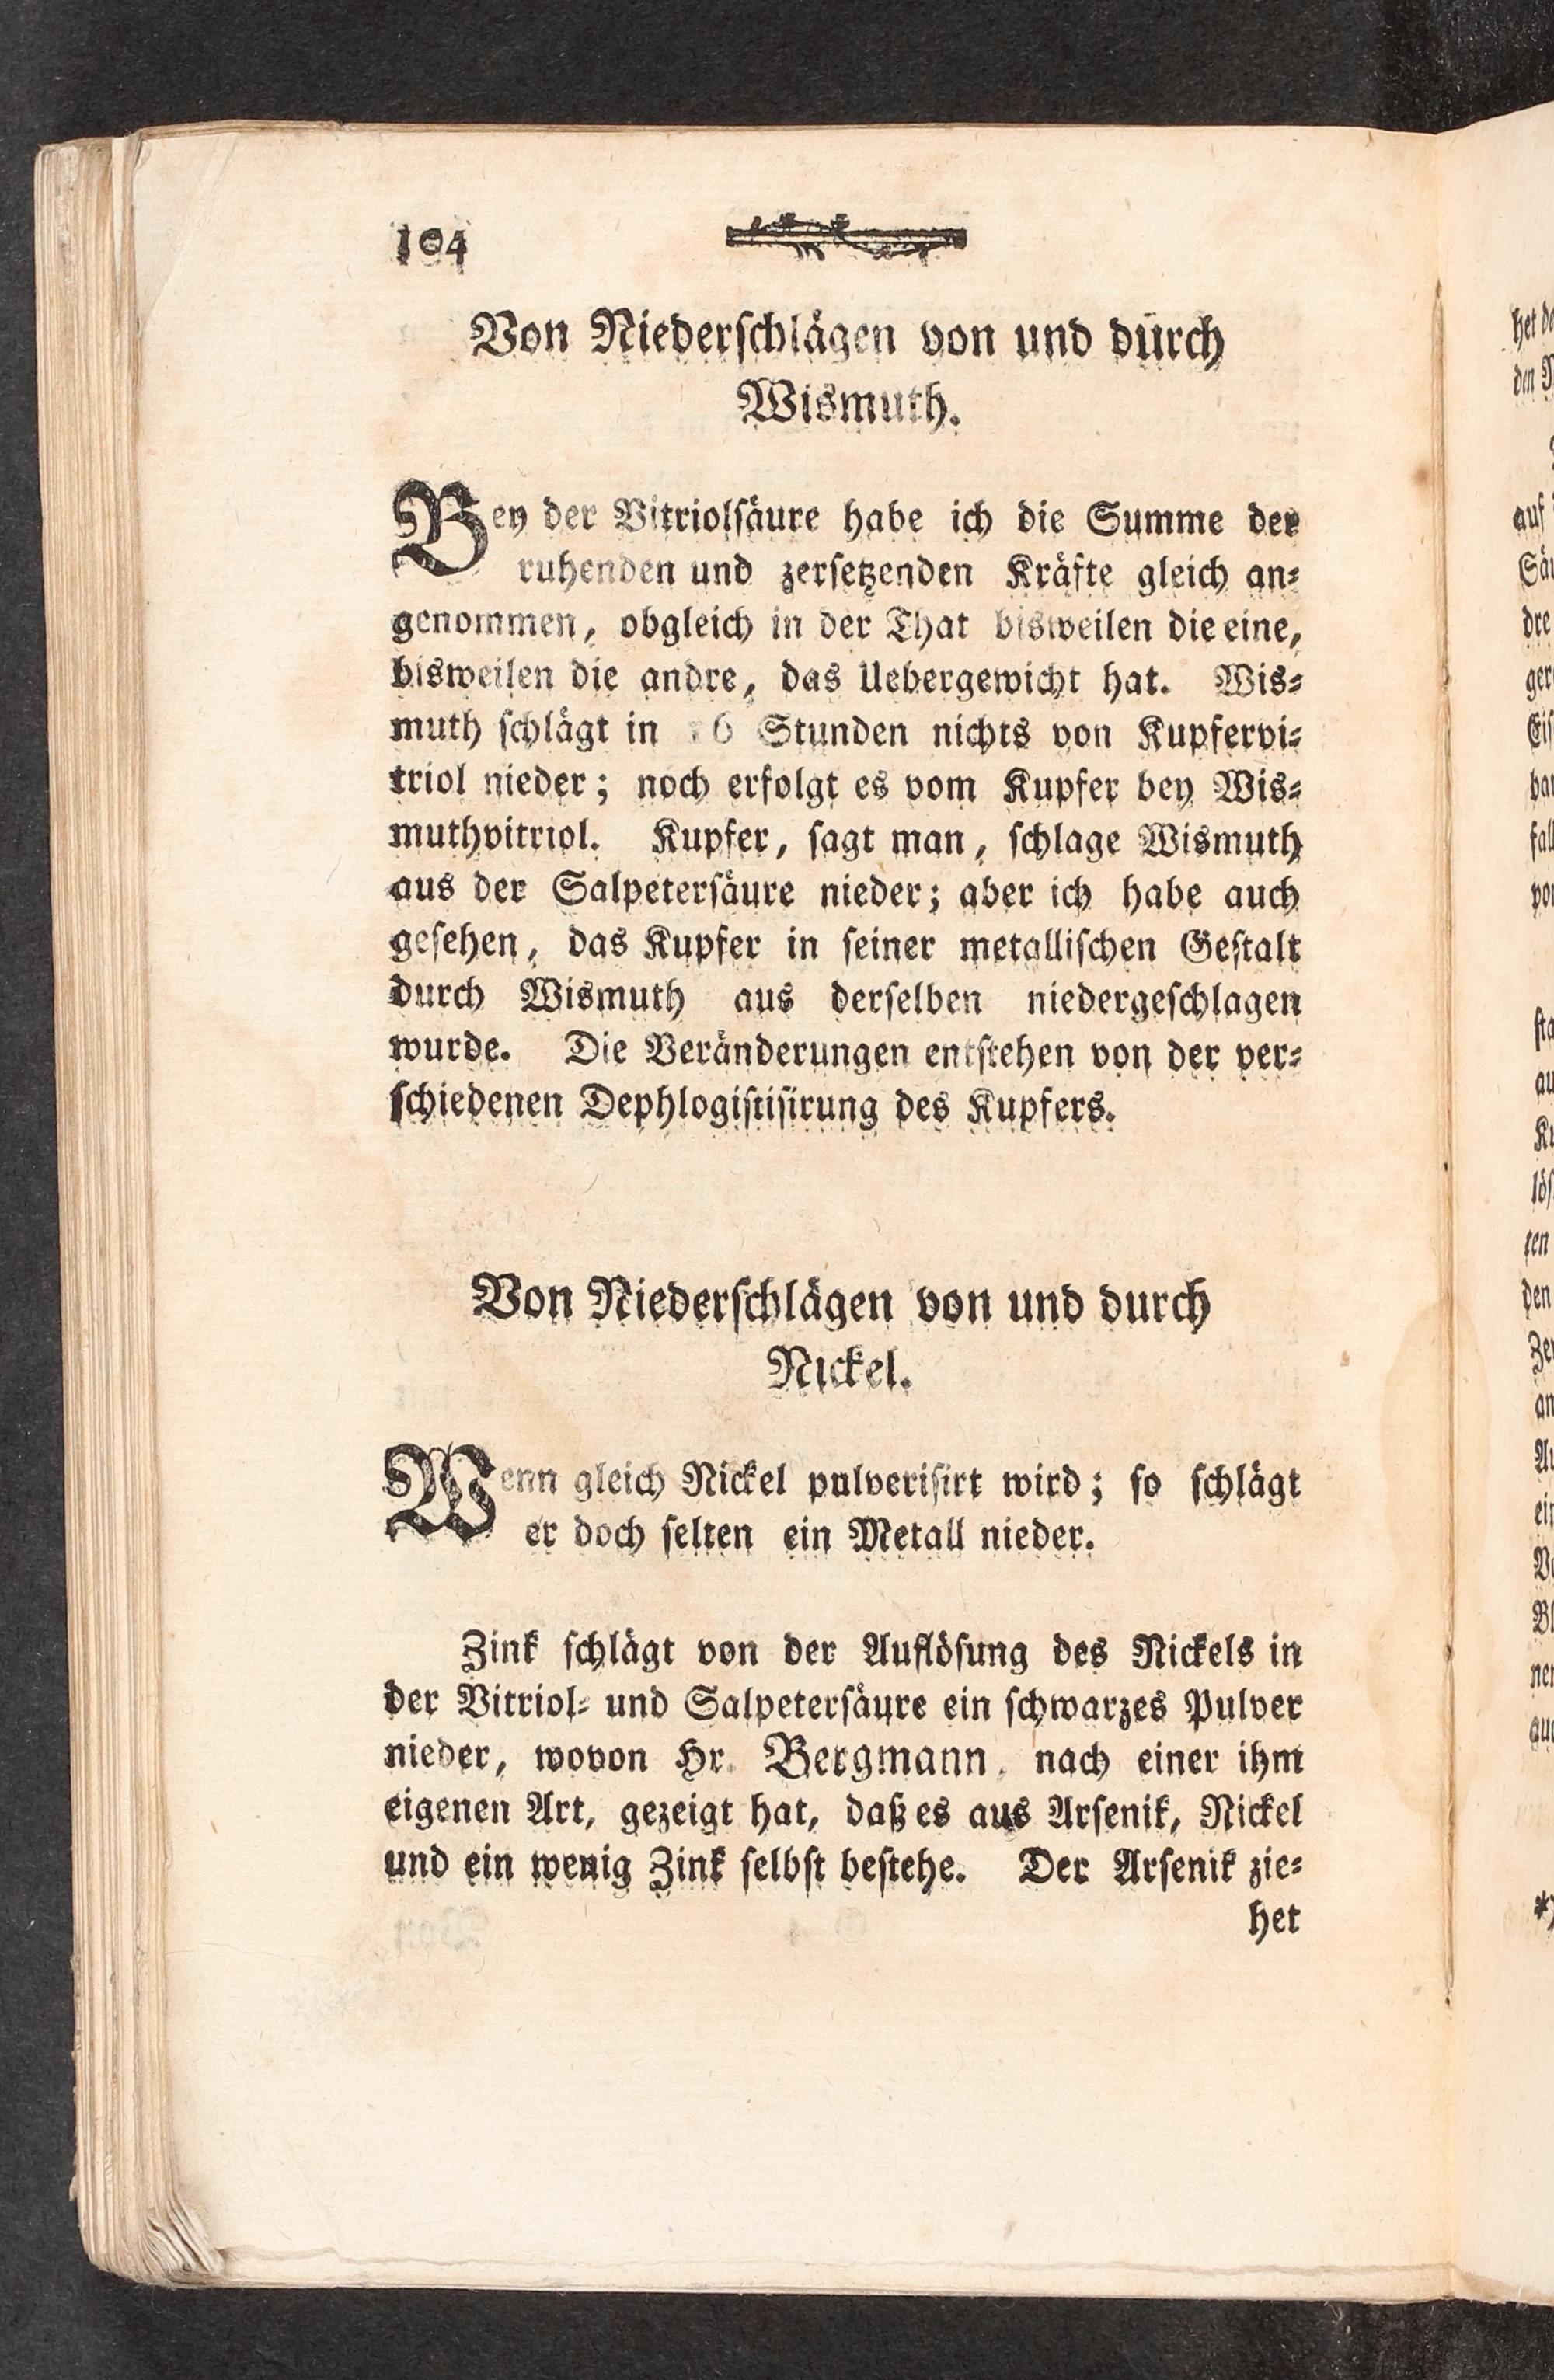 104
Von Niederschlägen von und durch
Wismuth.
Bey der Vitriolsäure habe ich die Summe der
ruhenden und zersetzenden Kräfte gleich an-
genommen, obgleich in der That bisweilen die eine,
bisweilen die andre, das Uebergewicht hat. Wis-
muth schlägt in Stunden nichts von Kupfervi-
triol nieder; noch erfolgt es vom Kupfer bey Wis-
muthvitriol. Kupfer, sagt man, schlage Wismuth
aus der Salpetersäure nieder; aber ich habe auch
gesehen, das Kupfer in seiner metallischen Gestalt
durch Wismuth aus derselben niedergeschlagen
wurde. Die Veränderungen entstehen von der ver-
schiedenen Dephlogistisirung des Kupfers.
Von Niederschlägen von und durch
Nickel.
Wenn gleich Nickel pulverisirt wird; so schlägt
er doch selten ein Metall nieder.
Zink schlägt von der Auflösung des Nickels in
der Vitriol- und Salpetersäure ein schwarzes Pulver
nieder, wovon Hr. Bergmann, nach einer ihm
eigenen Art, gezeigt hat, daß es aus Arsenik, Nickel
und ein wenig Zink selbst bestehe. Der Arsenik zie-
het